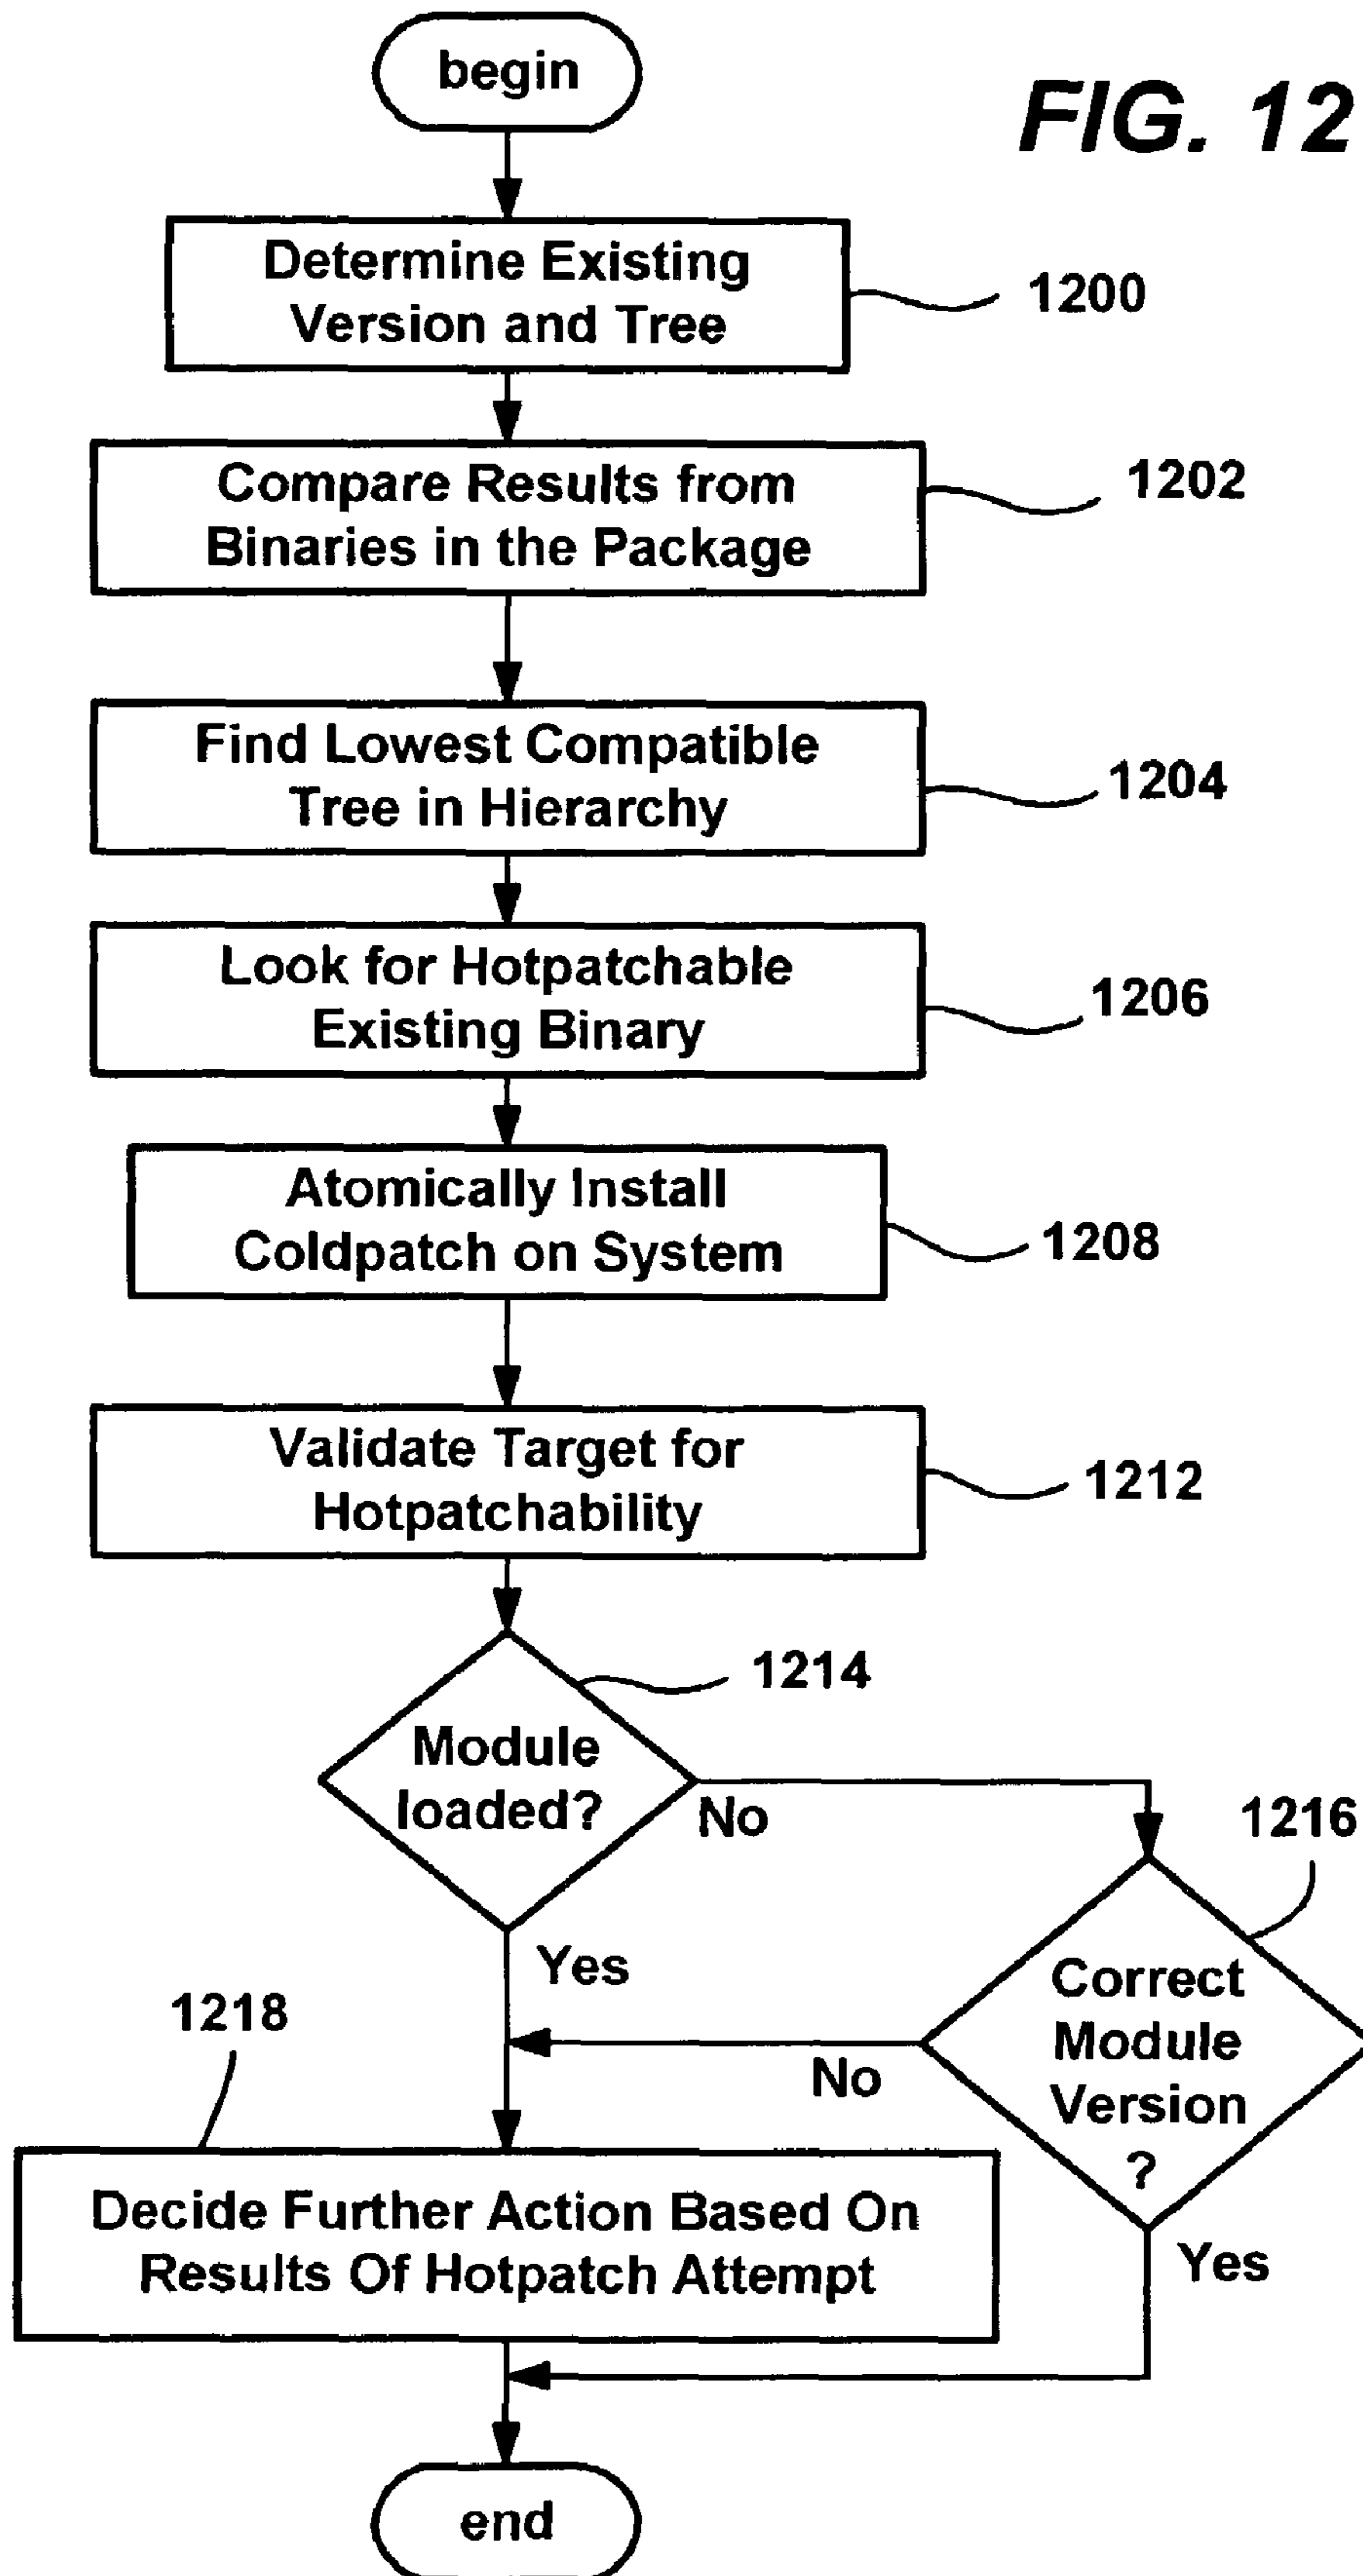 begin
FIG. 12
Determine Existing
Version and Tree
1200
Compare Results from
Binaries in the Package
1202
Find Lowest Compatible
Tree in Hierarchy
1204
Look for Hotpatchable
Existing Binary
1206
Atomically Install
Coldpatch on System
1208
Validate Target for
Hotpatchability
1212
1214
Module
loaded?
No
1216
Yes
Correct
Module
Version
?
No
1218
Decide Further Action Based On
Results Of Hotpatch Attempt
Yes
end